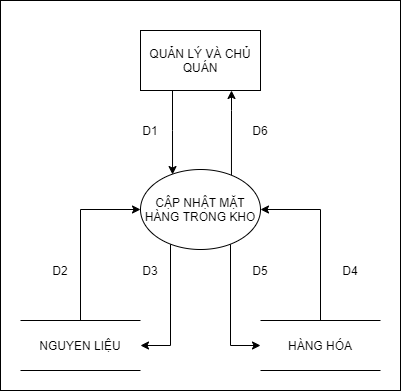 QUẢN LÝ VÀ CHỦ
QUÁN
D1
D6
CẬP NHẬT MẶT
HÀNG TRONG KHO
D2
D3
D5
D4
NGUYEN LIỆU
HÀNG HÓA